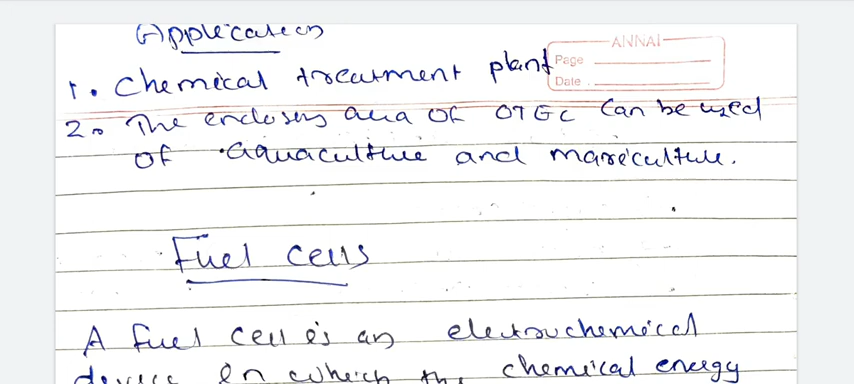 Application
ANNAI
Page
Date
1. Chemical treatment plant
2. The enclosing area of OTEC can be used
of aquaculture and mariculture.
Fuel cells
A fuel cell is an electrochemical
device in which the chemical energy